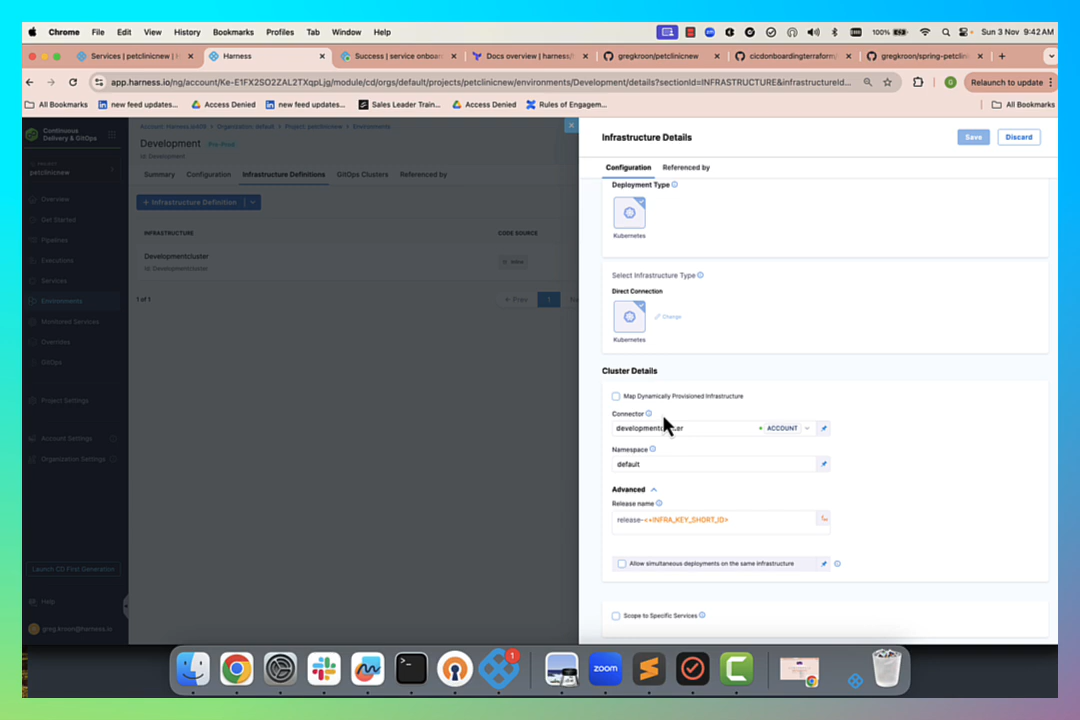 Chrome File Edit View History Bookmarks Profiles Tab Window Help 100% Sun 3 Nov 9:42 AM
Services | petclinicnew | H Harness Success | service onboar Docs overview | harness/ gregkroon/petclinicnew cicdonboardingterraform gregkroon/spring-petclin
app.harness.io/ng/account/Ke-E1FX2SO2ZAL2TXqpLjg/module/cd/orgs/default/projects/petclinicnew/environments/Development/details?sectionId=INFRASTRUCTURE&infrastructureId... Relaunch to update
All Bookmarks new feed updates... Access Denied new feed updates... Sales Leader Train... Access Denied Rules of Engagem... All Bookmarks
Continuous
Delivery & GitOps
PROJECT
petclinicnew
Overview
Get Started
Pipelines
Executions
Services
Environments
Monitored Services
Overrides
GitOps
Project Settings
Account Settings
Organization Settings
Launch CD First Generation
Help
greg.kroon@harness.io
Organization: default Project: petclinicnew Environments
Development Pre-Prod
Id: Development
Summary Configuration Infrastructure Definitions GitOps Clusters Referenced by
+ Infrastructure Definition
INFRASTRUCTURE CODE SOURCE
Developmentcluster
Id: Developmentcluster Inline
1 of 1 Prev 1
Infrastructure Details Save Discard
Configuration Referenced by
Deployment Type
Kubernetes
Select Infrastructure Type
Direct Connection
Change
Kubernetes
Cluster Details
Map Dynamically Provisioned Infrastructure
Connector
ACCOUNT
Namespace
default
Advanced
Release name
release-<+INFRA_KEY_SHORT_ID>
Allow simultaneous deployments on the same infrastructure
Scope to Specific Services
zoom
1